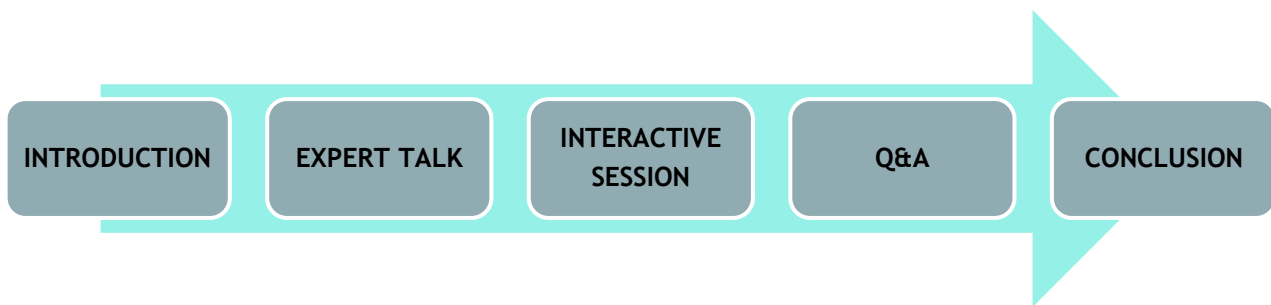 INTRODUCTION
EXPERT TALK
INTERACTIVE
SESSION
Q&A
CONCLUSION